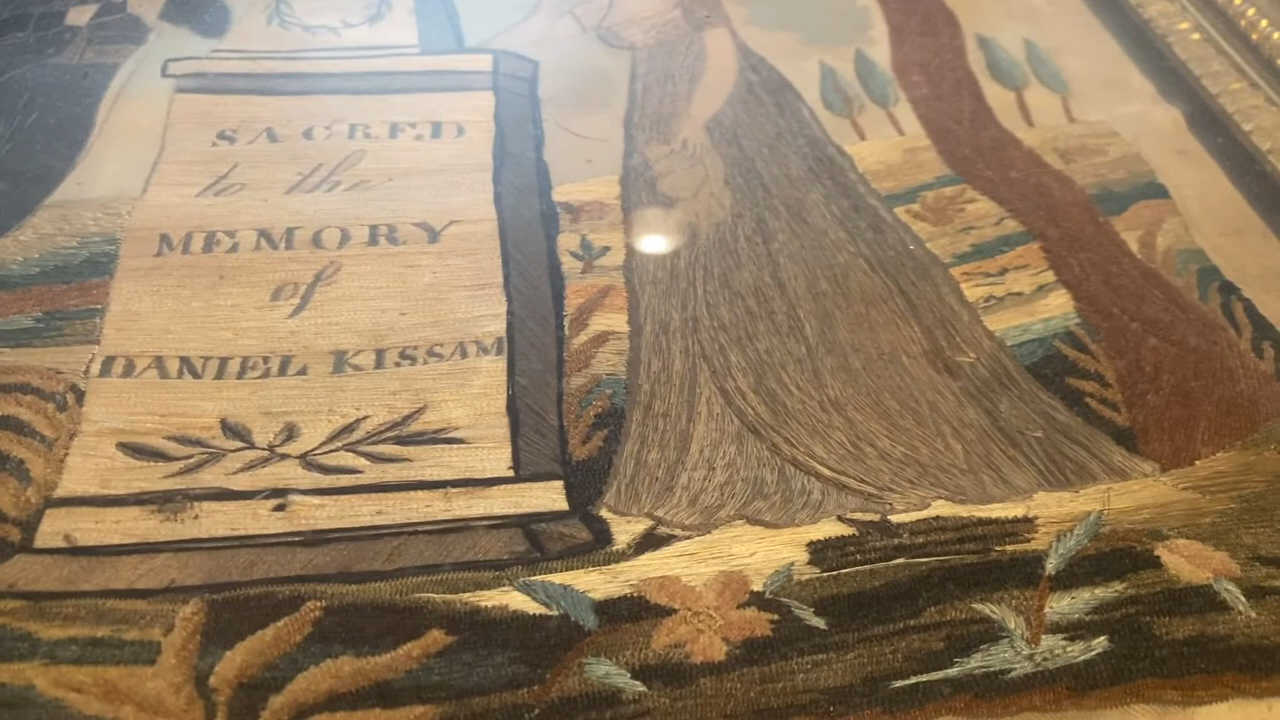 SACRED
to the
MEMORY
of
DANIEL KISSAM